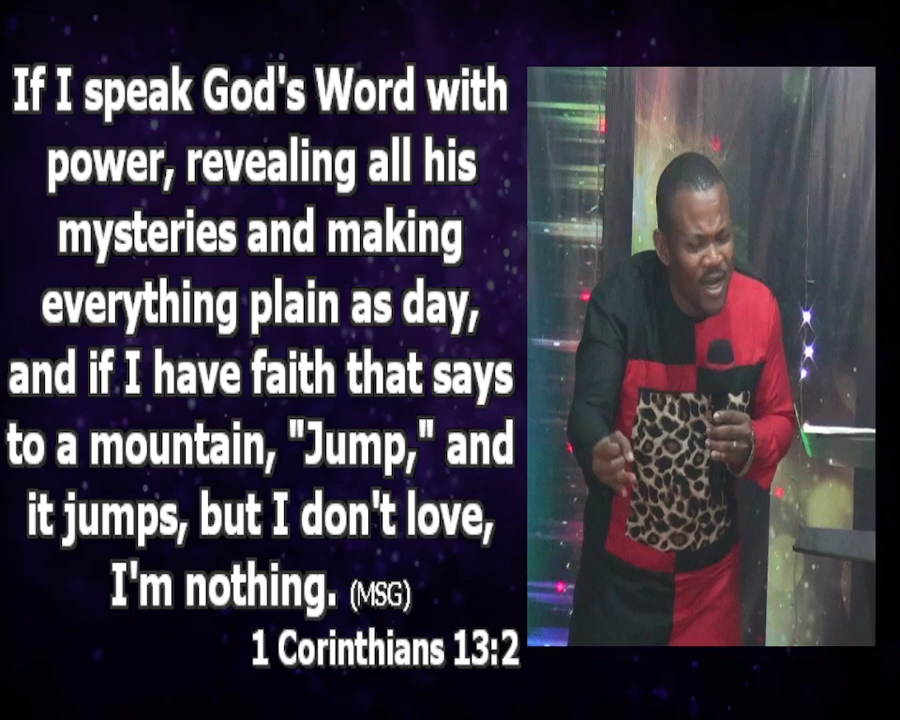 If I speak God's Word with
power, revealing all his
mysteries and making
everything plain as day,
and if I have faith that says
to a mountain, "Jump," and
it jumps, but I don't love,
I'm nothing. (MSG)
1 Corinthians 13:2